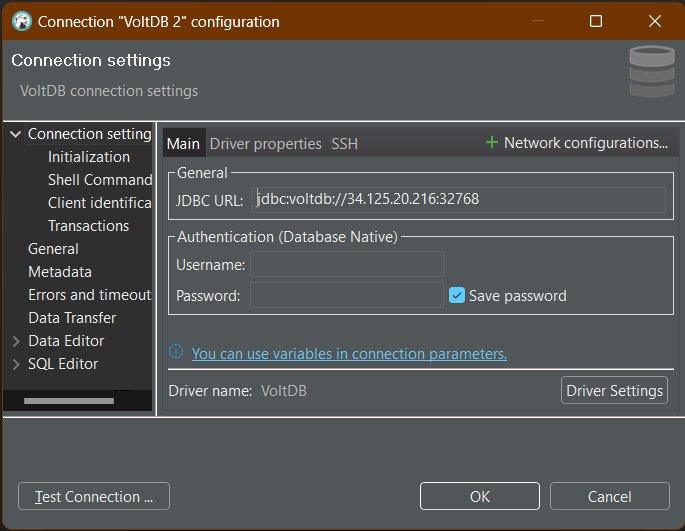 Connection "VoltDB 2" configuration
Connection settings
VoltDB connection settings
Connection setting
Initialization
Shell Command
Client identifica
Transactions
General
Metadata
Errors and timeout
Data Transfer
Data Editor
SQL Editor
Main Driver properties SSH + Network configurations...
General
JDBC URL: jdbc:voltdb://34.125.20.216:32768
Authentication (Database Native)
Username:
Password: Save password
You can use variables in connection parameters.
Driver name: VoltDB Driver Settings
Test Connection ... OK Cancel